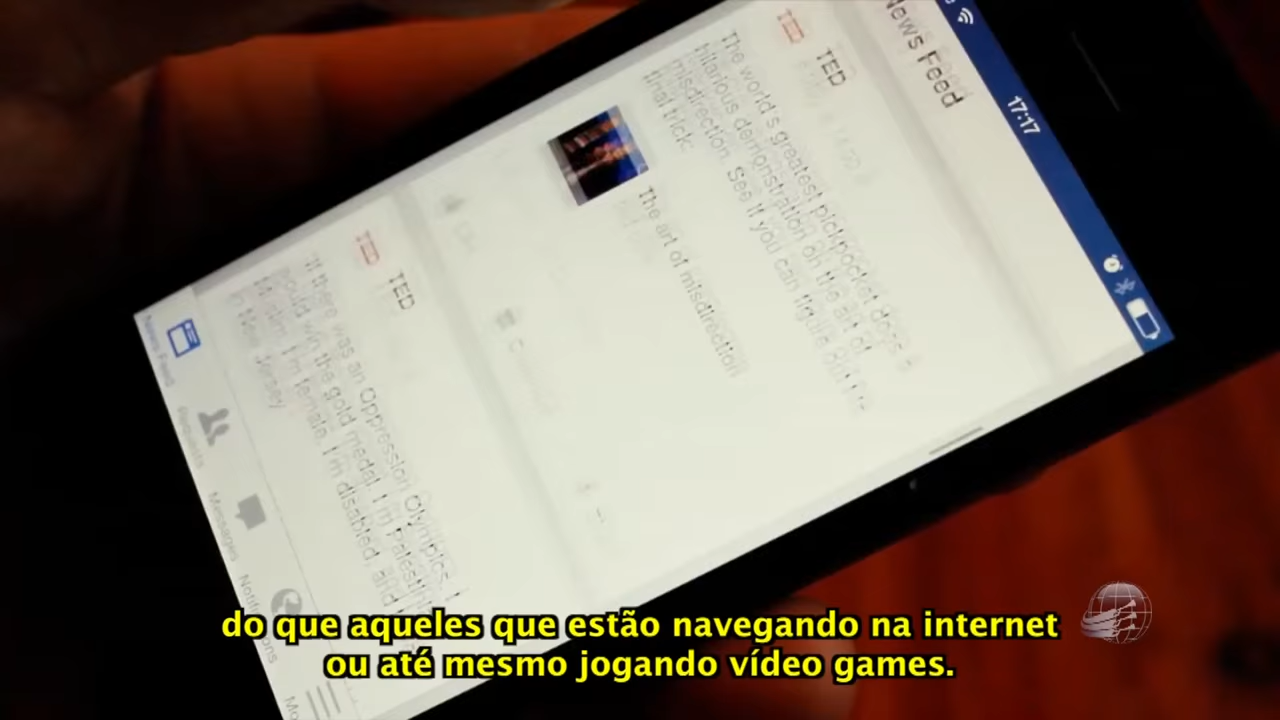 17:17
News Feed
TED
The world's greatest pickpocket does a
hilarious demonstration on the art of
misdirection. See if you can figure out
that trick:
The art of misdirection
TED
"If there was an Oppression Olympics, I
would win the gold medal. I'm Palestinian,
Muslim, I'm female, I'm disabled, and
in New Jersey
News Feed
Requests
Messages
Notifications
do que aqueles que estão navegando na internet
ou até mesmo jogando vídeo games.